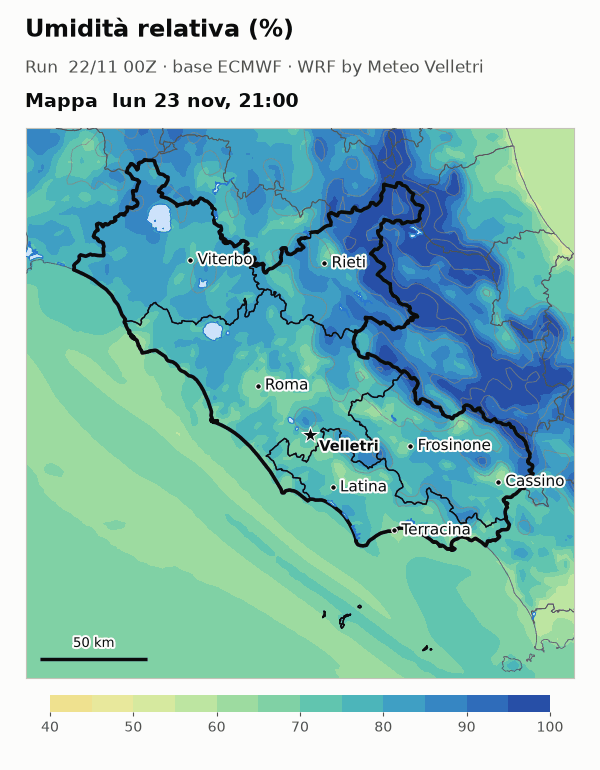 Umidità relativa (%)
Run  22/11 00Z · base ECMWF · WRF by Meteo Velletri
Mappa  lun 23 nov, 21:00
Viterbo
Rieti
Roma
Velletri
Frosinone
Cassino
Latina
Terracina
50 km
40 50 60 70 80 90 100